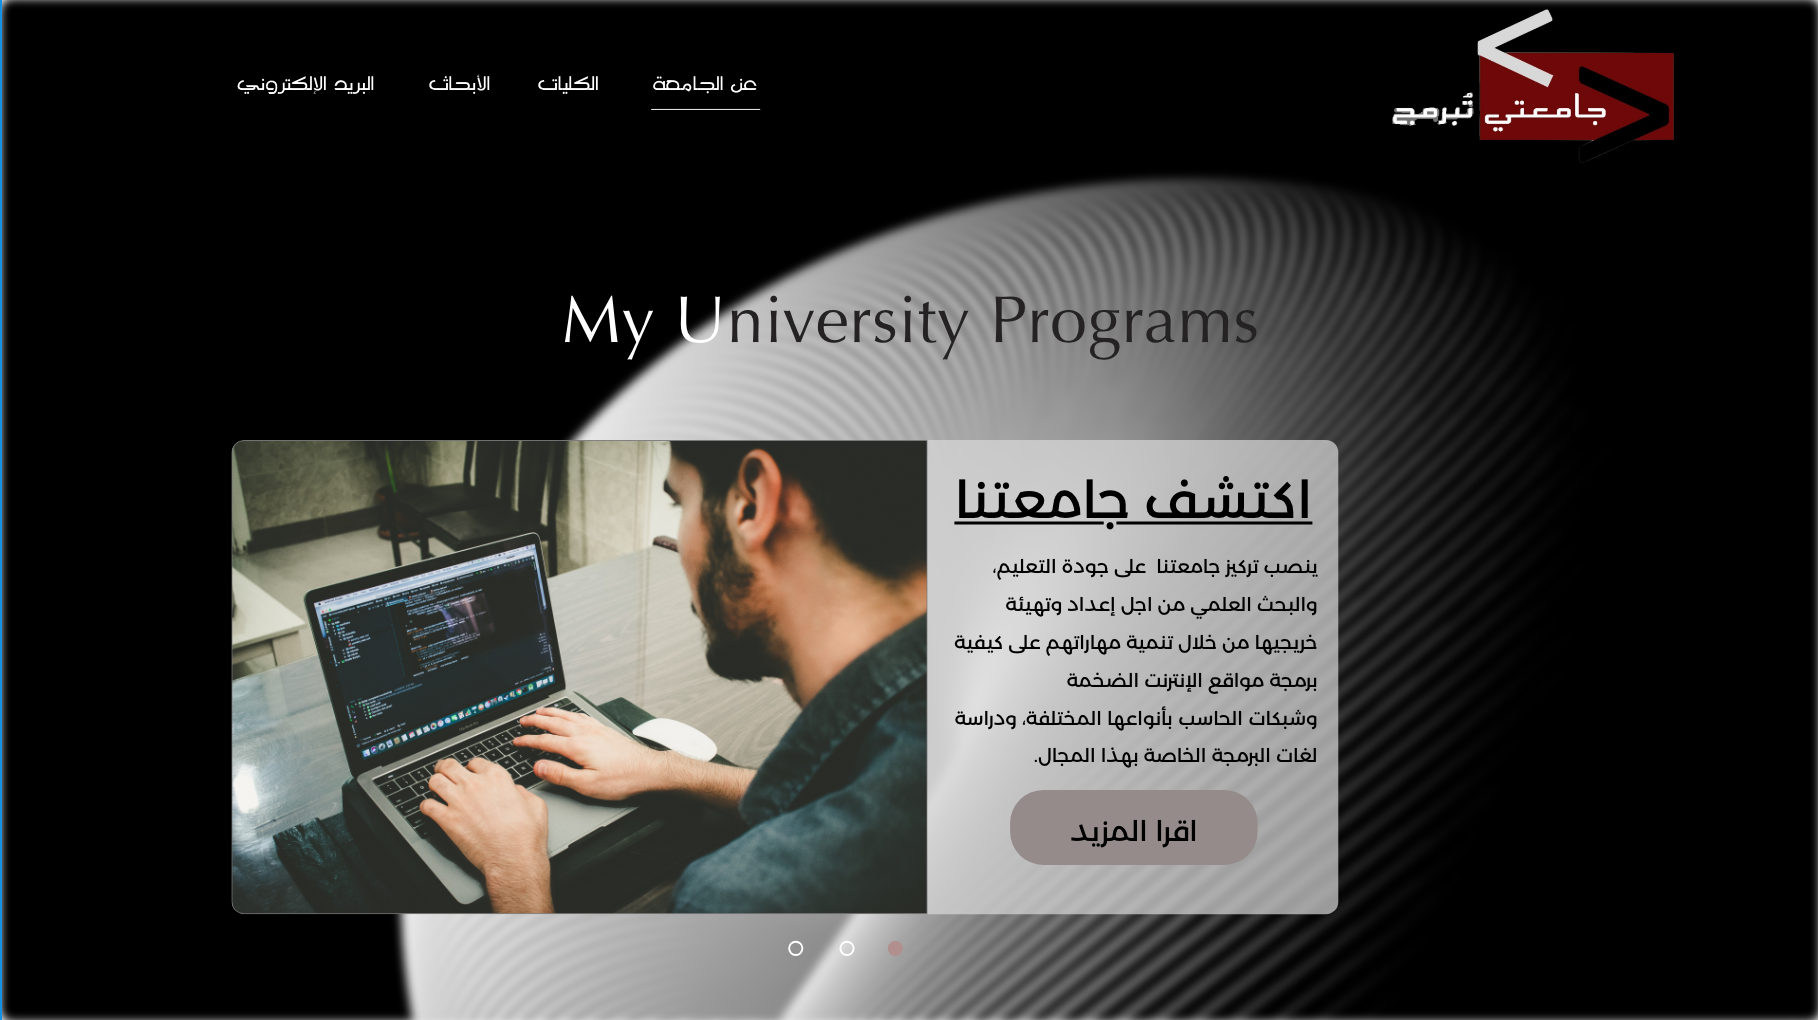 جامعتي تُبرمج
عن الجامعة
الكليات
الأبحاث
البريد الإلكتروني
My University Programs
اكتشف جامعتنا
ينصب تركيز جامعتنا على جودة التعليم،
والبحث العلمي من اجل إعداد وتهيئة
خريجيها من خلال تنمية مهاراتهم على كيفية
برمجة مواقع الإنترنت الضخمة
وشبكات الحاسب بأنواعها المختلفة، ودراسة
لغات البرمجة الخاصة بهذا المجال.
اقرا المزيد